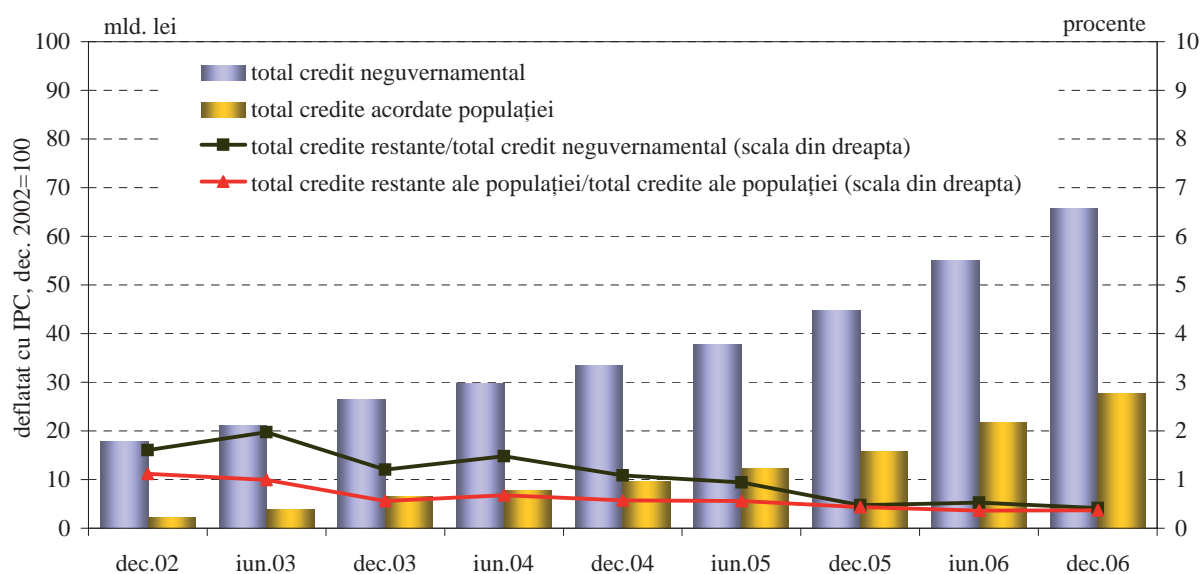 mld. lei
procente
100
90
80
70
60
50
40
30
20
10
0
deflatat cu IPC, dec. 2002=100
total credit neguvernamental
total credite acordate populației
total credite restante/total credit neguvernamental (scala din dreapta)
total credite restante ale populației/total credite ale populației (scala din dreapta)
10
9
8
7
6
5
4
3
2
1
0
dec.02 iun.03 dec.03 iun.04 dec.04 iun.05 dec.05 iun.06 dec.06